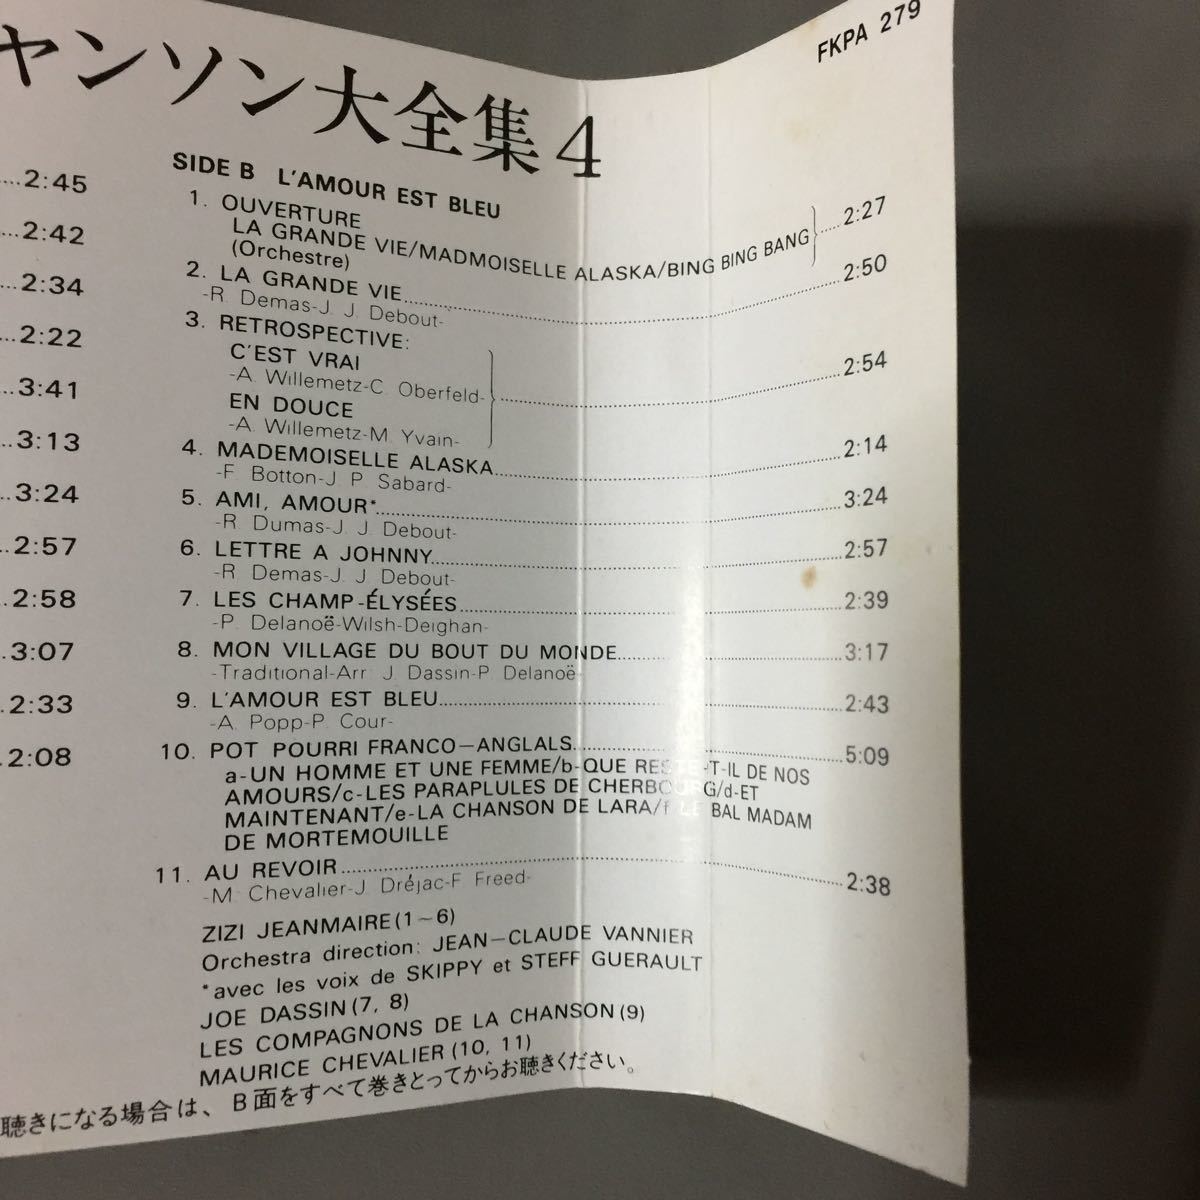 FKPA 279
ャンソン大全集4
2:45
2:42
2:34
2:22
3:41
3:13
3:24
2:57
2:58
3:07
2:33
2:08
SIDE B L'AMOUR EST BLEU
1. OUVERTURE
LA GRANDE VIE/MADMOISELLE ALASKA/BING BING BANG 2:27
(Orchestre)
2. LA GRANDE VIE 2:50
-R. Demas-J. J. Debout-
3. RETROSPECTIVE:
C'EST VRAI
-A. Willemetz-C. Oberfeld- 2:54
EN DOUCE
-A. Willemetz-M. Yvain-
4. MADEMOISELLE ALASKA 2:14
-F. Botton-J. P. Sabard-
5. AMI, AMOUR* 3:24
-R. Dumas-J. J. Debout-
6. LETTRE A JOHNNY 2:57
-R. Demas-J. J. Debout-
7. LES CHAMP-ÉLYSÉES 2:39
-P. Delanoë-Wilsh-Deighan-
8. MON VILLAGE DU BOUT DU MONDE 3:17
-Traditional-Arr. J. Dassin-P. Delanoë-
9. L'AMOUR EST BLEU 2:43
-A. Popp-P. Cour-
10. POT POURRI FRANCO-ANGLALS 5:09
a-UN HOMME ET UNE FEMME/b-QUE RESTE-T-IL DE NOS
AMOURS/c-LES PARAPLULES DE CHERBOURG/d-ET
MAINTENANT/e-LA CHANSON DE LARA/f-LE BAL MADAM
DE MORTEMOUILLE
11. AU REVOIR 2:38
-M. Chevalier-J. Dréjac-F. Freed-
ZIZI JEANMAIRE(1~6)
Orchestra direction: JEAN-CLAUDE VANNIER
*avec les voix de SKIPPY et STEFF GUERAULT
JOE DASSIN(7, 8)
LES COMPAGNONS DE LA CHANSON(9)
MAURICE CHEVALIER(10, 11)
聴きになる場合は、B面をすべて巻きとってからお聴きください。